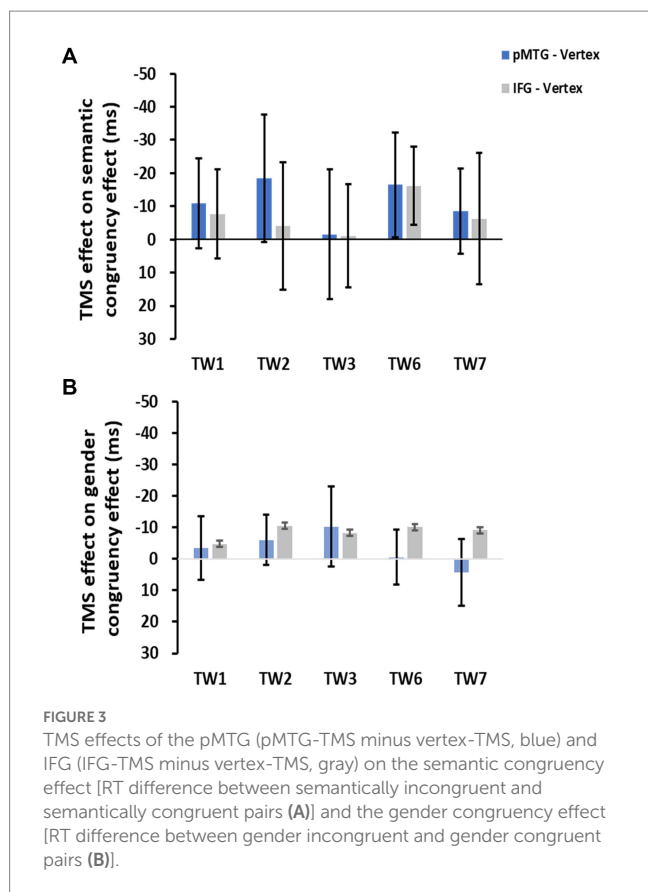 A
pMTG - Vertex
IFG - Vertex
TMS effect on semantic
congruency effect (ms)
-50
-40
-30
-20
-10
0
10
20
30
TW1 TW2 TW3 TW6 TW7
B
TMS effect on gender
congruency effect (ms)
-50
-40
-30
-20
-10
0
10
20
30
TW1 TW2 TW3 TW6 TW7
FIGURE 3
TMS effects of the pMTG (pMTG-TMS minus vertex-TMS, blue) and
IFG (IFG-TMS minus vertex-TMS, gray) on the semantic congruency
effect [RT difference between semantically incongruent and
semantically congruent pairs (A)] and the gender congruency effect
[RT difference between gender incongruent and gender congruent
pairs (B)].